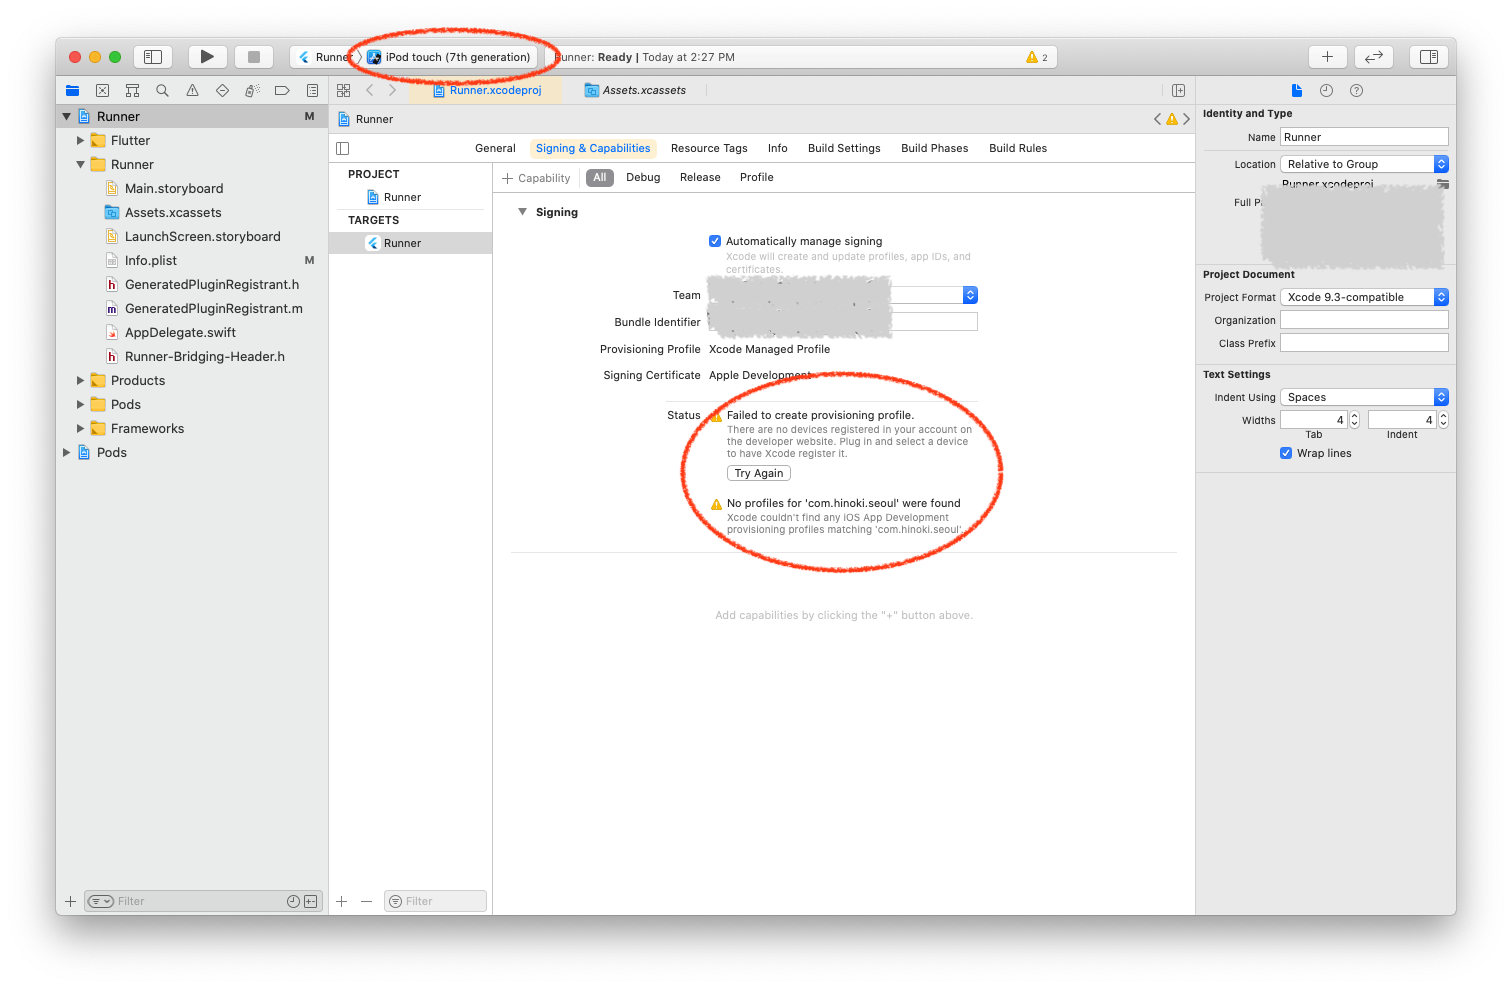 Runner
iPod touch (7th generation)
unner: Ready | Today at 2:27 PM
2
Runner.xcodeproj
Assets.xcassets
Runner M
Flutter
Runner
Main.storyboard
Assets.xcassets
LaunchScreen.storyboard
Info.plist M
GeneratedPluginRegistrant.h
GeneratedPluginRegistrant.m
AppDelegate.swift
Runner-Bridging-Header.h
Products
Pods
Frameworks
Pods
Filter
Runner
General Signing & Capabilities Resource Tags Info Build Settings Build Phases Build Rules
PROJECT
Runner
TARGETS
Runner
Filter
+ Capability All Debug Release Profile
Signing
Automatically manage signing
Xcode will create and update profiles, app IDs, and
certificates.
Team
Bundle Identifier
Provisioning Profile Xcode Managed Profile
Signing Certificate Apple Development
Status Failed to create provisioning profile.
There are no devices registered in your account on
the developer website. Plug in and select a device
to have Xcode register it.
Try Again
No profiles for 'com.hinoki.seoul' were found
Xcode couldn't find any iOS App Development
provisioning profiles matching 'com.hinoki.seoul'.
Add capabilities by clicking the "+" button above.
Identity and Type
Name Runner
Location Relative to Group
Runner.xcodeproj
Full P
Project Document
Project Format Xcode 9.3-compatible
Organization
Class Prefix
Text Settings
Indent Using Spaces
Widths 4 4
Tab Indent
Wrap lines